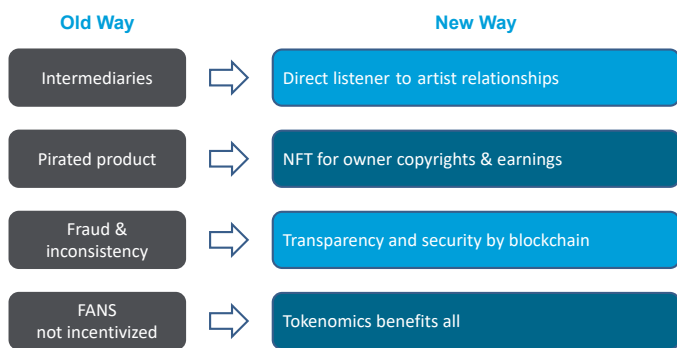 Old Way
New Way
Intermediaries
Direct listener to artist relationships
Pirated product
NFT for owner copyrights & earnings
Fraud &
inconsistency
Transparency and security by blockchain
FANS
not incentivized
Tokenomics benefits all